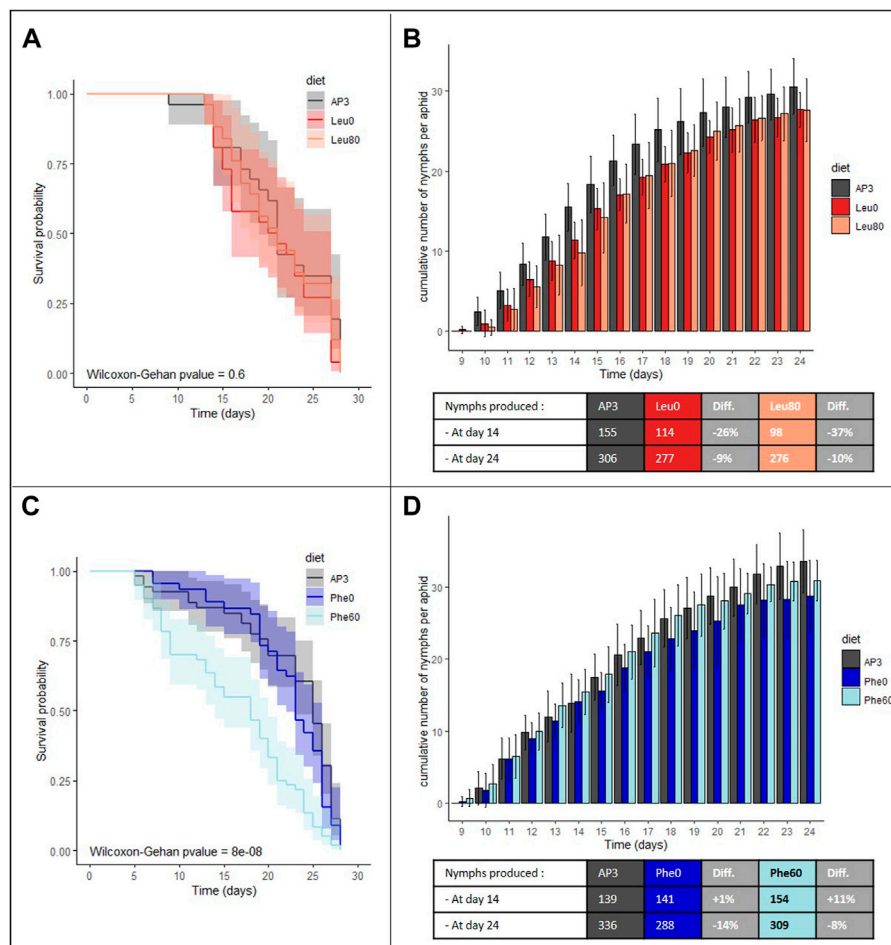 A
diet
AP3
Leu0
Leu80
Survival probability
1.00
0.75
0.50
0.25
0.00
Wilcoxon-Gehan pvalue = 0.6
0 5 10 15 20 25 30
Time (days)
B
cumulative number of nymphs per aphid
30
20
10
0
diet
AP3
Leu0
Leu80
9 10 11 12 13 14 15 16 17 18 19 20 21 22 23 24
Time (days)
Nymphs produced : AP3 Leu0 Diff. Leu80 Diff.
- At day 14 155 114 -26% 98 -37%
- At day 24 306 277 -9% 276 -10%
C
diet
AP3
Phe0
Phe60
Survival probability
1.00
0.75
0.50
0.25
0.00
Wilcoxon-Gehan pvalue = 8e-08
0 5 10 15 20 25 30
Time (days)
D
cumulative number of nymphs per aphid
30
20
10
0
diet
AP3
Phe0
Phe60
9 10 11 12 13 14 15 16 17 18 19 20 21 22 23 24
Time (days)
Nymphs produced : AP3 Phe0 Diff. Phe60 Diff.
- At day 14 139 141 +1% 154 +11%
- At day 24 336 288 -14% 309 -8%